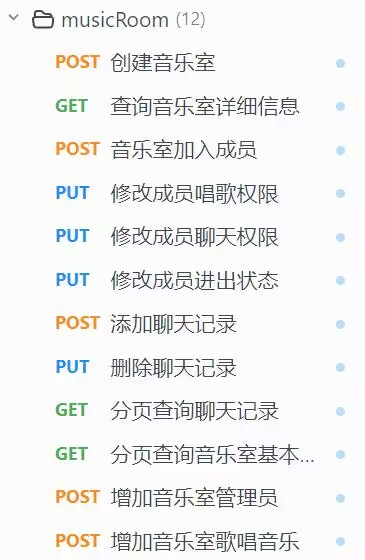 musicRoom (12)
POST 创建音乐室
GET 查询音乐室详细信息
POST 音乐室加入成员
PUT 修改成员唱歌权限
PUT 修改成员聊天权限
PUT 修改成员进出状态
POST 添加聊天记录
PUT 删除聊天记录
GET 分页查询聊天记录
GET 分页查询音乐室基本...
POST 增加音乐室管理员
POST 增加音乐室歌唱音乐